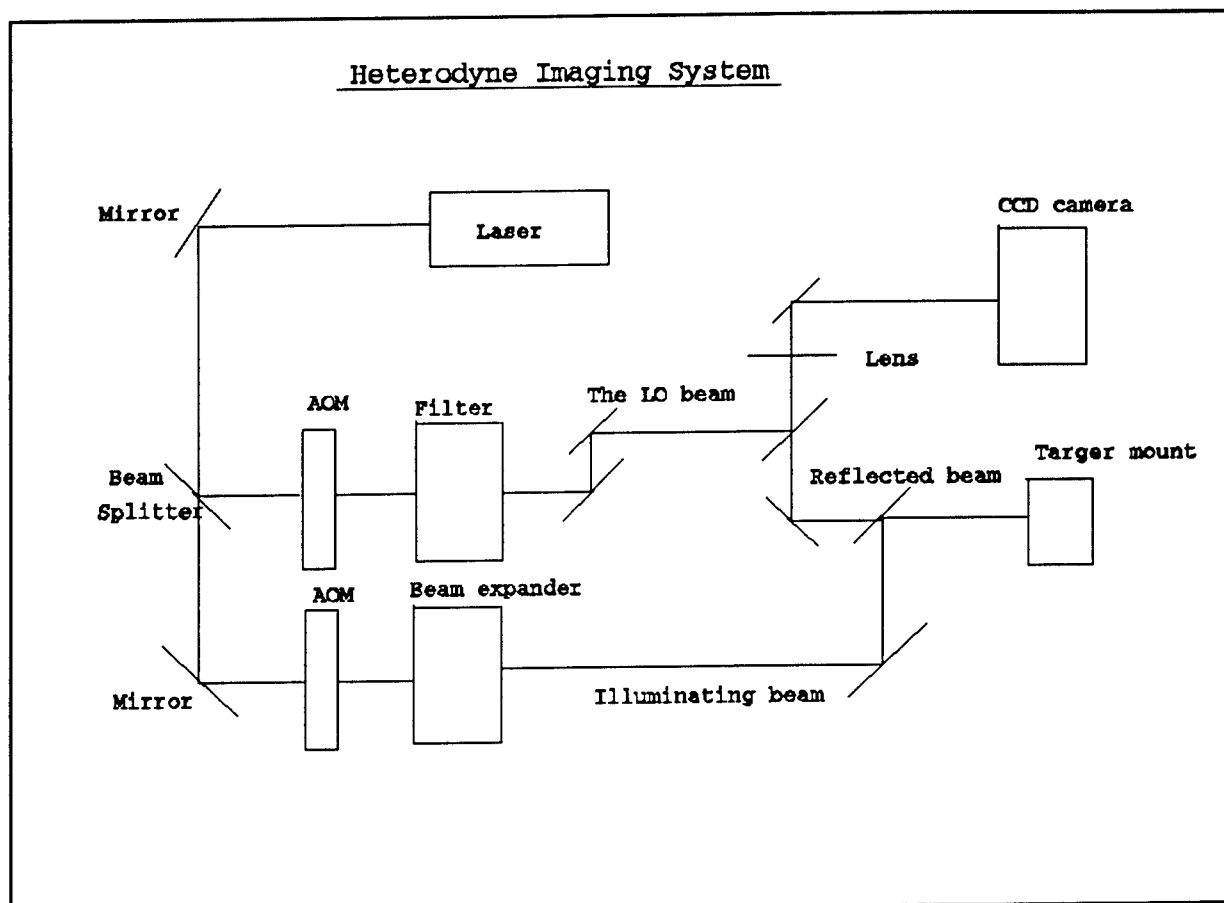 Heterodyne Imaging System
Mirror
Laser
CCD camera
Lens
The LO beam
AOM
Filter
Beam
Splitter
Reflected beam
Targer mount
AOM
Beam expander
Mirror
Illuminating beam